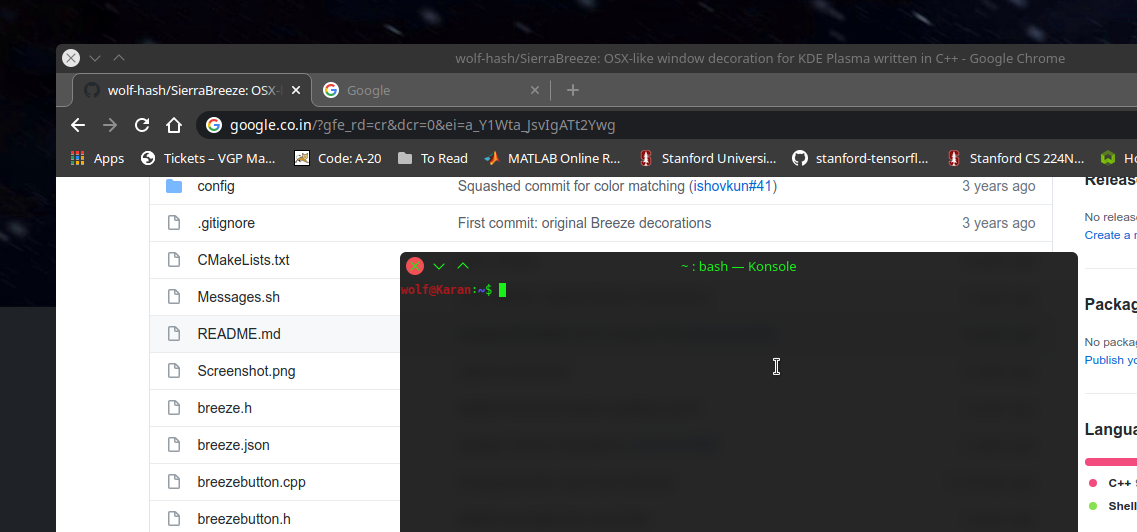 wolf-hash/SierraBreeze: OSX-like window decoration for KDE Plasma written in C++ - Google Chrome
wolf-hash/SierraBreeze: OSX-
Google
google.co.in/?gfe_rd=cr&dcr=0&ei=a_Y1Wta_JsvIgATt2Ywg
Apps Tickets – VGP Ma... Code: A-20 To Read MATLAB Online R... Stanford Universi... stanford-tensorfl... Stanford CS 224N... Ho
config Squashed commit for color matching (ishovkun#41) 3 years ago
.gitignore First commit: original Breeze decorations 3 years ago
CMakeLists.txt
Messages.sh
README.md
Screenshot.png
breeze.h
breeze.json
breezebutton.cpp
breezebutton.h
~ : bash — Konsole
wolf@Karan:~$
Release
No release
Create a r
Packag
No packag
Publish yo
Langua
C++ 9
Shell